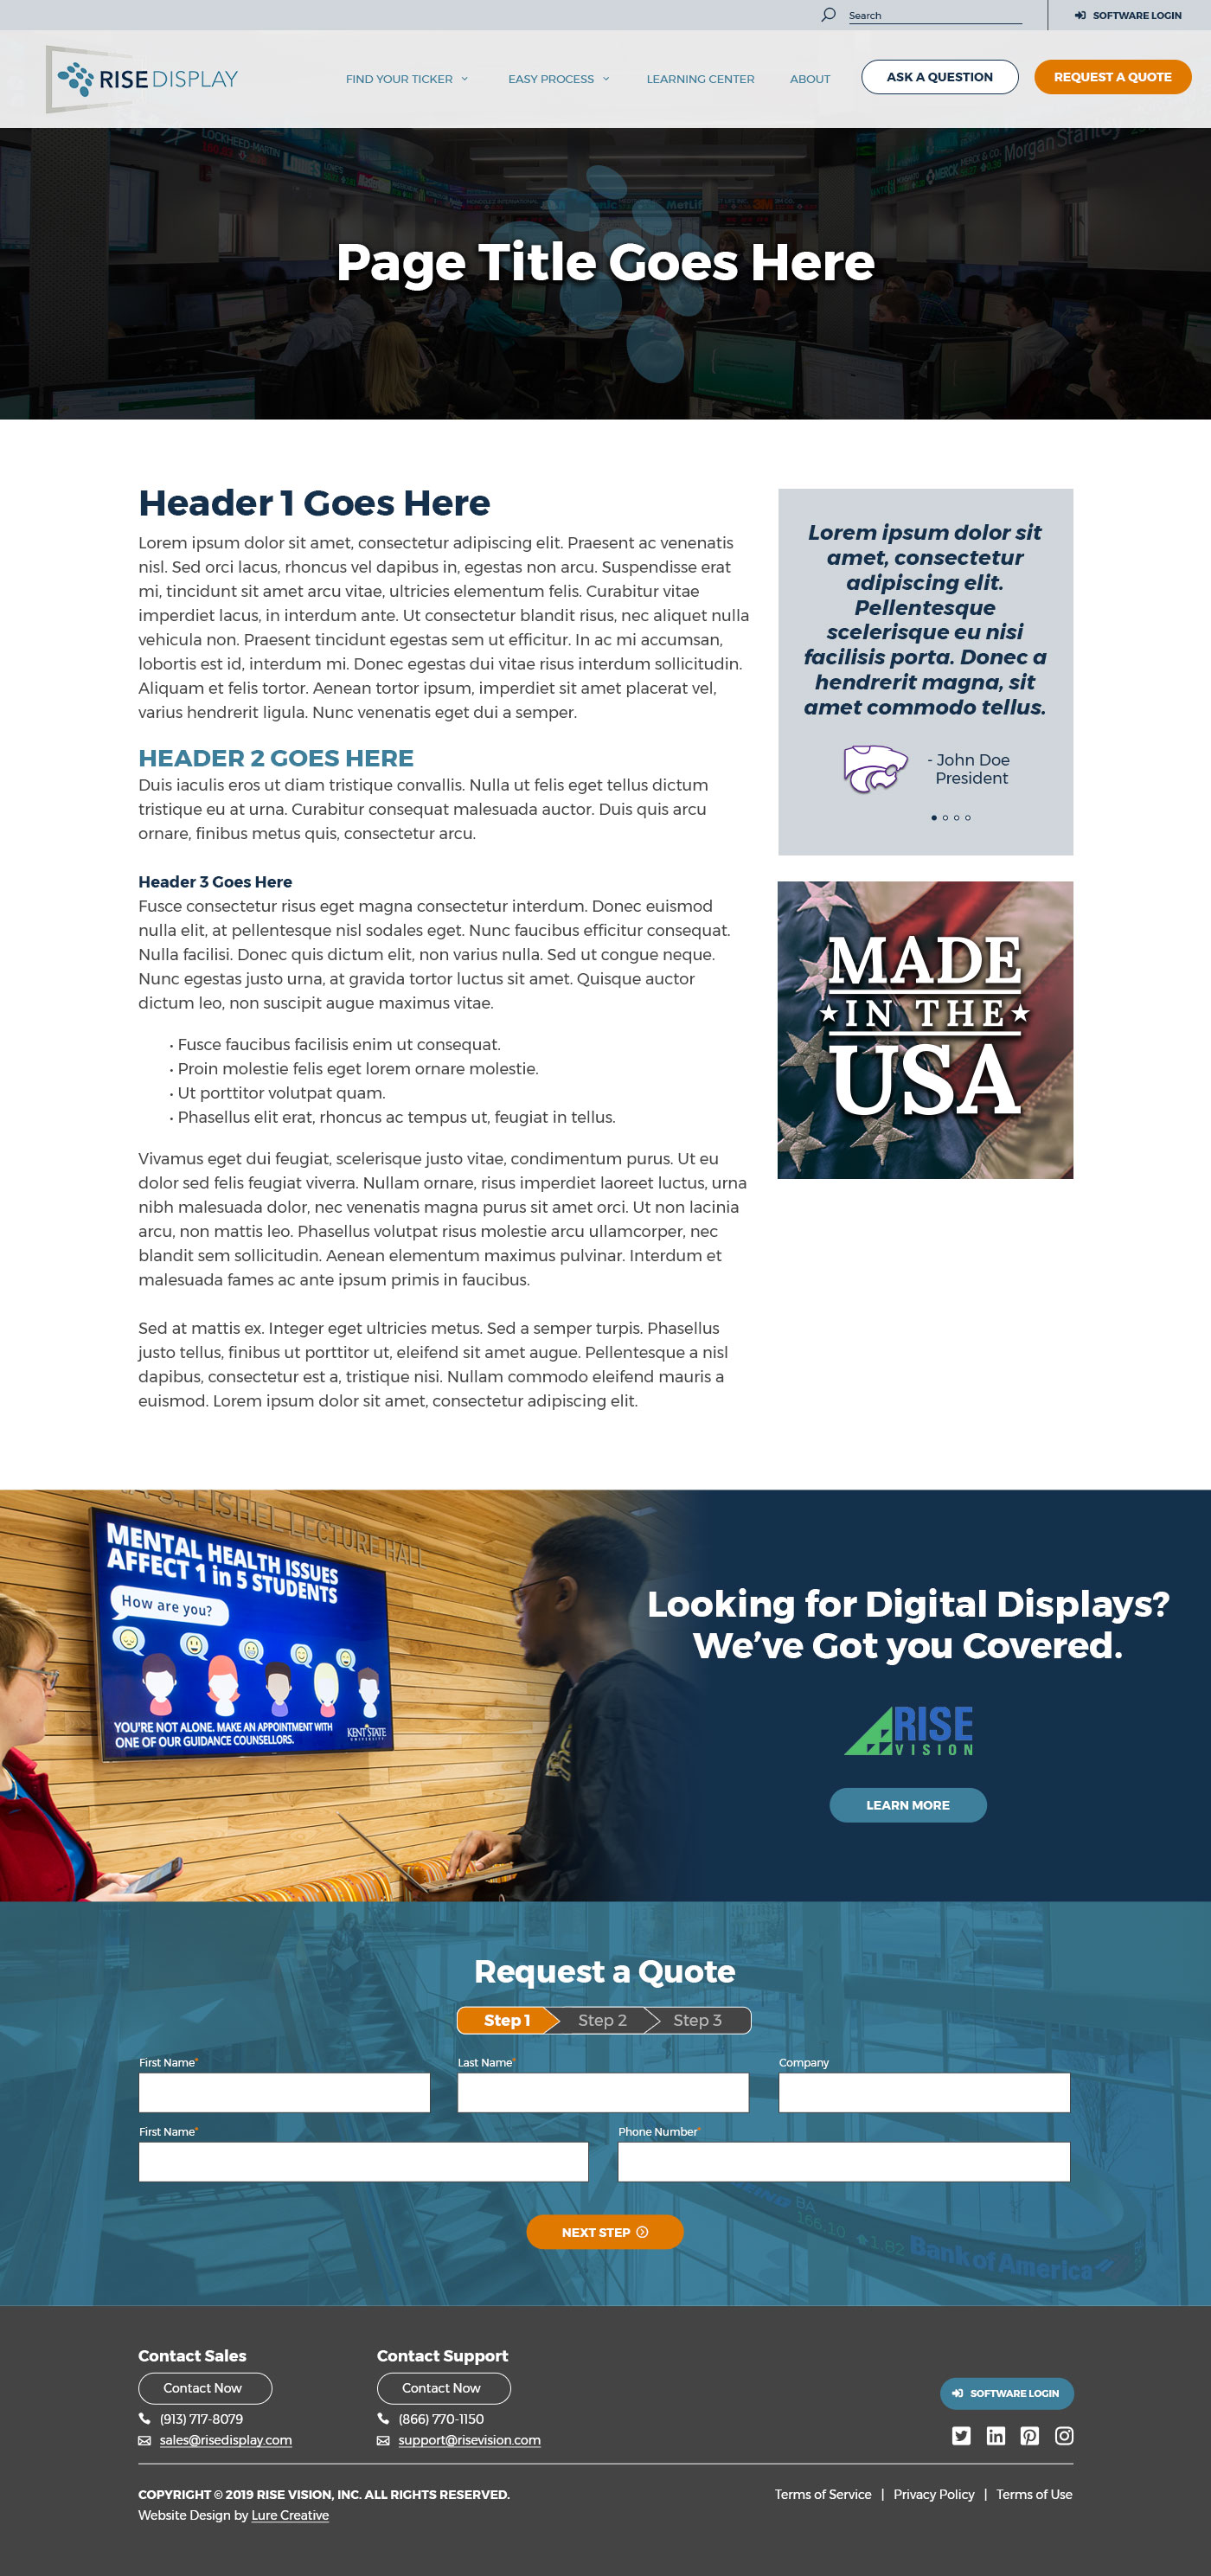 Search
SOFTWARE LOGIN
RISE DISPLAY
FIND YOUR TICKER
EASY PROCESS
LEARNING CENTER
ABOUT
ASK A QUESTION
REQUEST A QUOTE
LOCKHEED-MARTIN
MERCK
MERCK & CO.
Morgan Stanley
MetLife
3M
Page Title Goes Here
Header 1 Goes Here
Lorem ipsum dolor sit amet, consectetur adipiscing elit. Praesent ac venenatis
nisl. Sed orci lacus, rhoncus vel dapibus in, egestas non arcu. Suspendisse erat
mi, tincidunt sit amet arcu vitae, ultricies elementum felis. Curabitur vitae
imperdiet lacus, in interdum ante. Ut consectetur blandit risus, nec aliquet nulla
vehicula non. Praesent tincidunt egestas sem ut efficitur. In ac mi accumsan,
lobortis est id, interdum mi. Donec egestas dui vitae risus interdum sollicitudin.
Aliquam et felis tortor. Aenean tortor ipsum, imperdiet sit amet placerat vel,
varius hendrerit ligula. Nunc venenatis eget dui a semper.
HEADER 2 GOES HERE
Duis iaculis eros ut diam tristique convallis. Nulla ut felis eget tellus dictum
tristique eu at urna. Curabitur consequat malesuada auctor. Duis quis arcu
ornare, finibus metus quis, consectetur arcu.
Header 3 Goes Here
Fusce consectetur risus eget magna consectetur interdum. Donec euismod
nulla elit, at pellentesque nisl sodales eget. Nunc faucibus efficitur consequat.
Nulla facilisi. Donec quis dictum elit, non varius nulla. Sed ut congue neque.
Nunc egestas justo urna, at gravida tortor luctus sit amet. Quisque auctor
dictum leo, non suscipit augue maximus vitae.
• Fusce faucibus facilisis enim ut consequat.
• Proin molestie felis eget lorem ornare molestie.
• Ut porttitor volutpat quam.
• Phasellus elit erat, rhoncus ac tempus ut, feugiat in tellus.
Vivamus eget dui feugiat, scelerisque justo vitae, condimentum purus. Ut eu
dolor sed felis feugiat viverra. Nullam ornare, risus imperdiet laoreet luctus, urna
nibh malesuada dolor, nec venenatis magna purus sit amet orci. Ut non lacinia
arcu, non mattis leo. Phasellus volutpat risus molestie arcu ullamcorper, nec
blandit sem sollicitudin. Aenean elementum maximus pulvinar. Interdum et
malesuada fames ac ante ipsum primis in faucibus.
Sed at mattis ex. Integer eget ultricies metus. Sed a semper turpis. Phasellus
justo tellus, finibus ut porttitor ut, eleifend sit amet augue. Pellentesque a nisl
dapibus, consectetur est a, tristique nisi. Nullam commodo eleifend mauris a
euismod. Lorem ipsum dolor sit amet, consectetur adipiscing elit.
Lorem ipsum dolor sit
amet, consectetur
adipiscing elit.
Pellentesque
scelerisque eu nisi
facilisis porta. Donec a
hendrerit magna, sit
amet commodo tellus.
- John Doe
President
MADE
IN THE
USA
S. FISHEL LECTURE HALL
MENTAL HEALTH ISSUES
AFFECT 1 in 5 STUDENTS
How are you?
YOU'RE NOT ALONE. MAKE AN APPOINTMENT WITH
ONE OF OUR GUIDANCE COUNSELLORS.
KENT STATE
UNIVERSITY
Looking for Digital Displays?
We've Got you Covered.
RISE
VISION
LEARN MORE
Request a Quote
Step 1
Step 2
Step 3
First Name*
Last Name*
Company
First Name*
Phone Number*
NEXT STEP
BOEING
BA
166.10
1.82
Bank of America
Contact Sales
Contact Now
(913) 717-8079
sales@risedisplay.com
Contact Support
Contact Now
(866) 770-1150
support@risevision.com
SOFTWARE LOGIN
COPYRIGHT © 2019 RISE VISION, INC. ALL RIGHTS RESERVED.
Website Design by Lure Creative
Terms of Service | Privacy Policy | Terms of Use